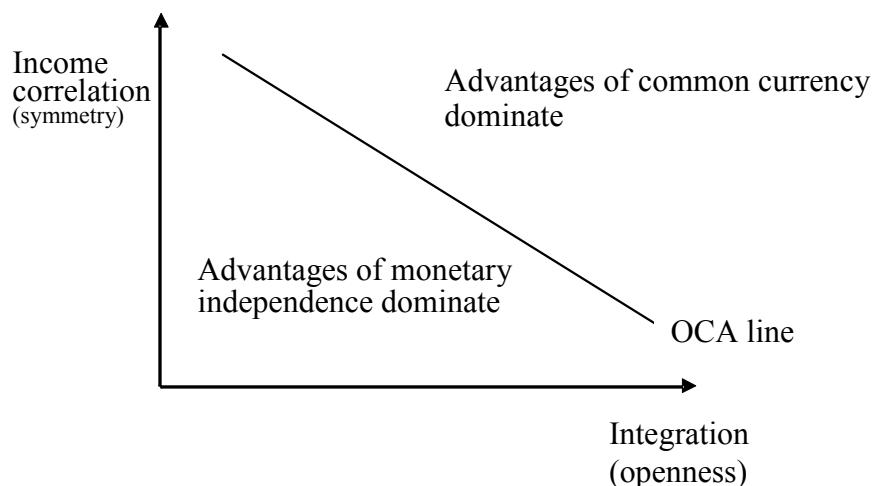 Income
correlation
(symmetry)
Advantages of common currency
dominate
Advantages of monetary
independence dominate
OCA line
Integration
(openness)